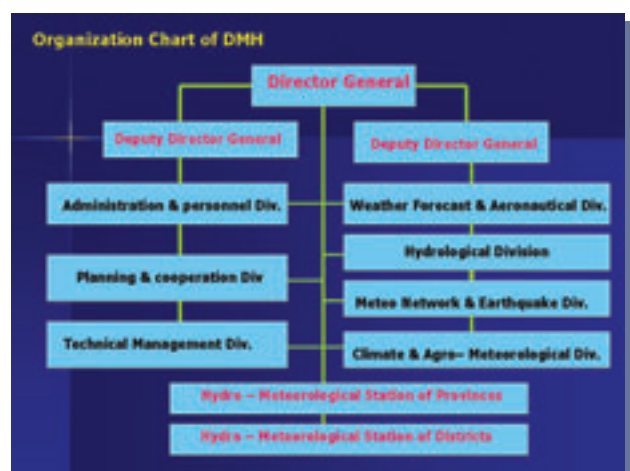 Organization Chart of DMH
Director General
Deputy Director General
Deputy Director General
Administration & personnel Div.
Weather Forecast & Aeronautical Div.
Hydrological Division
Planning & cooperation Div
Meteo Network & Earthquake Div.
Technical Management Div.
Climate & Agro– Meteorological Div.
Hydro – Meteorological Station of Provinces
Hydro – Meteorological Station of Districts